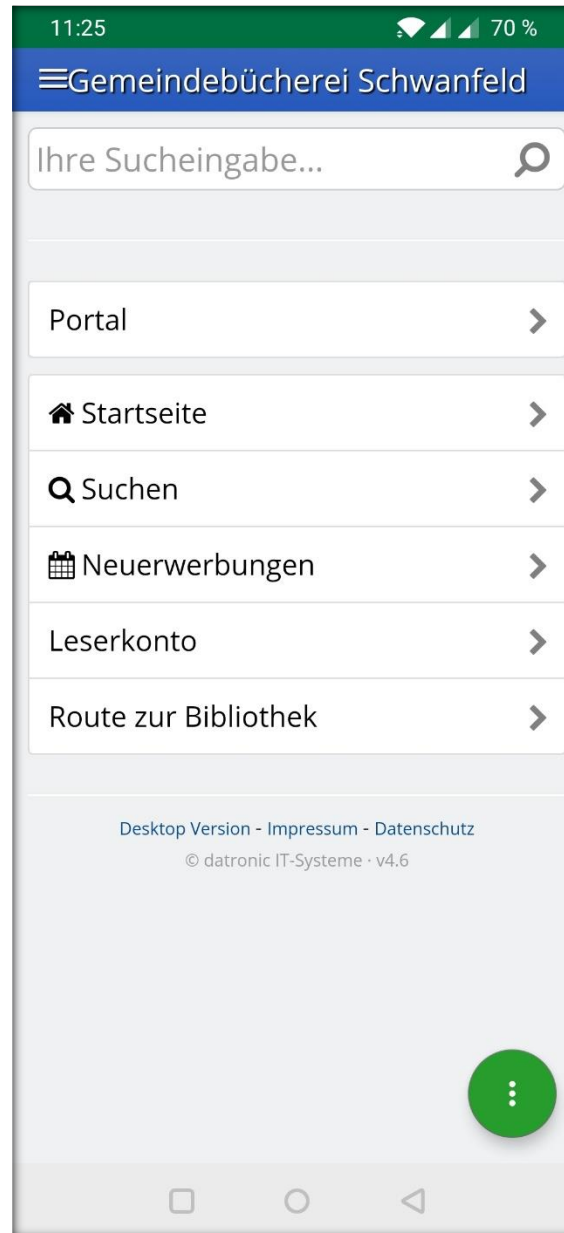 11:25 70 %
Gemeindebücherei Schwanfeld
Ihre Sucheingabe...
Portal
Startseite
Suchen
Neuerwerbungen
Leserkonto
Route zur Bibliothek
Desktop Version - Impressum - Datenschutz
© datronic IT-Systeme · v4.6